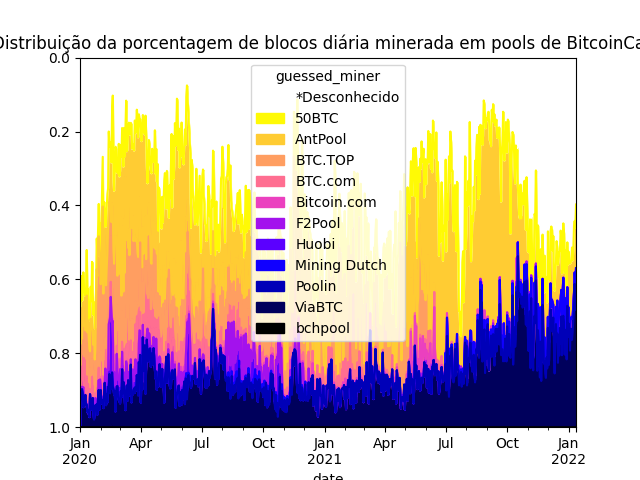 Distribuição da porcentagem de blocos diária minerada em pools de BitcoinCa
guessed_miner
*Desconhecido
50BTC
AntPool
BTC.TOP
BTC.com
Bitcoin.com
F2Pool
Huobi
Mining Dutch
Poolin
ViaBTC
bchpool
0.0
0.2
0.4
0.6
0.8
1.0
Jan Apr Jul Oct Jan Apr Jul Oct Jan
2020 2021 2022
date